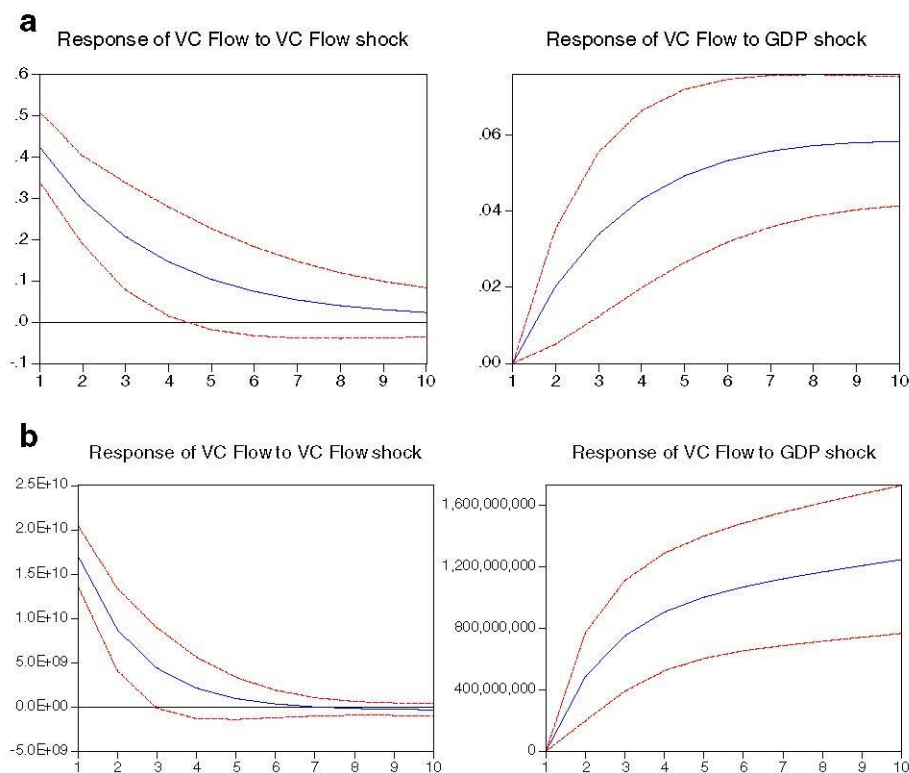 a
Response of VC Flow to VC Flow shock
.6
.5
.4
.3
.2
.1
.0
-.1
1 2 3 4 5 6 7 8 9 10
Response of VC Flow to GDP shock
.06
.04
.02
.00
1 2 3 4 5 6 7 8 9 10
b
Response of VC Flow to VC Flow shock
2.5E+10
2.0E+10
1.5E+10
1.0E+10
5.0E+09
0.0E+00
-5.0E+09
1 2 3 4 5 6 7 8 9 10
Response of VC Flow to GDP shock
1,600,000,000
1,200,000,000
800,000,000
400,000,000
0
1 2 3 4 5 6 7 8 9 10